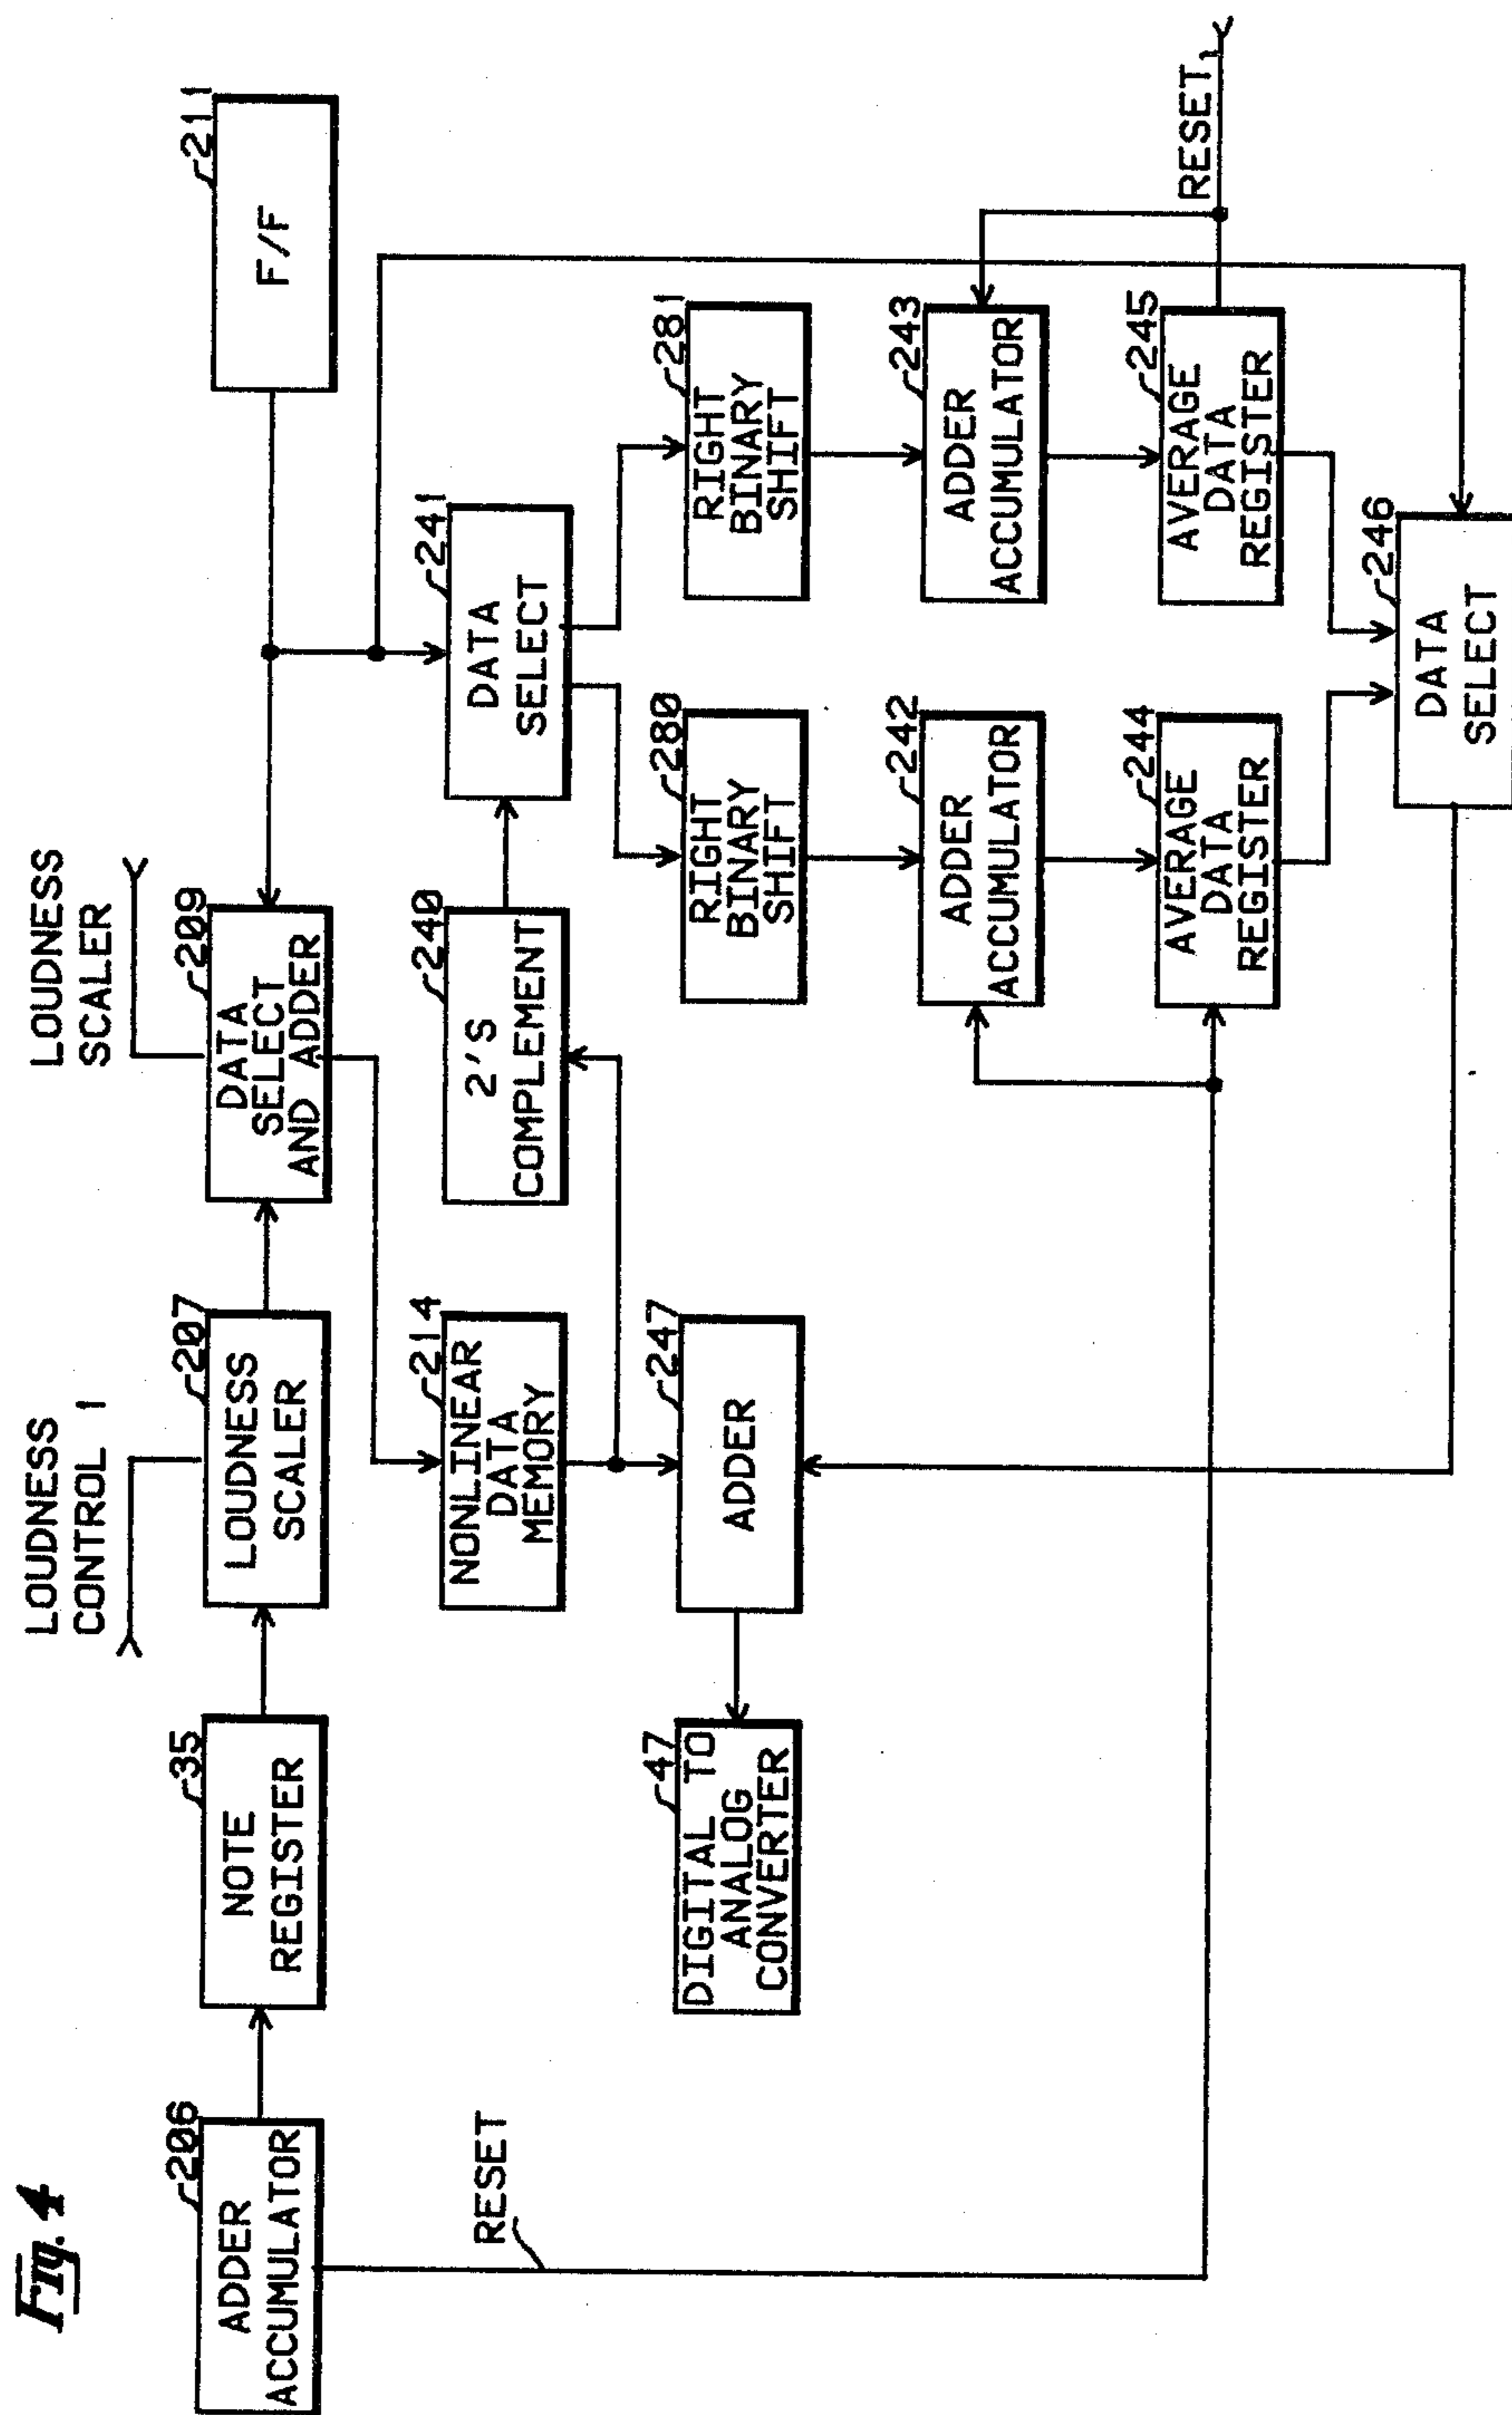 Fig. 4
206
ADDER
ACCUMULATOR
35
NOTE
REGISTER
LOUDNESS
CONTROL 1
207
LOUDNESS
SCALER
LOUDNESS
SCALER
209
DATA
SELECT
AND ADDER
211
F/F
214
NONLINEAR
DATA
MEMORY
240
2'S
COMPLEMENT
241
DATA
SELECT
47
DIGITAL TO
ANALOG
CONVERTER
247
ADDER
280
RIGHT
BINARY
SHIFT
281
RIGHT
BINARY
SHIFT
RESET
242
ADDER
ACCUMULATOR
243
ADDER
ACCUMULATOR
244
AVERAGE
DATA
REGISTER
245
AVERAGE
DATA
REGISTER
RESET1
246
DATA
SELECT